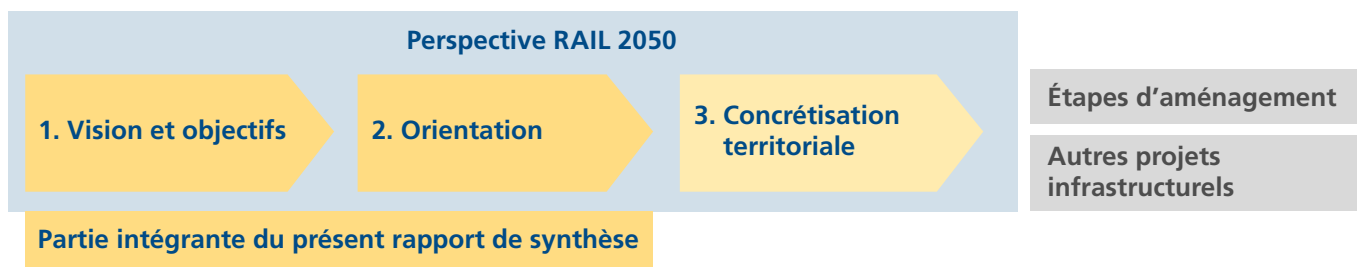 Perspective RAIL 2050
1. Vision et objectifs
2. Orientation
3. Concrétisation
territoriale
Étapes d’aménagement
Autres projets
infrastructurels
Partie intégrante du présent rapport de synthèse